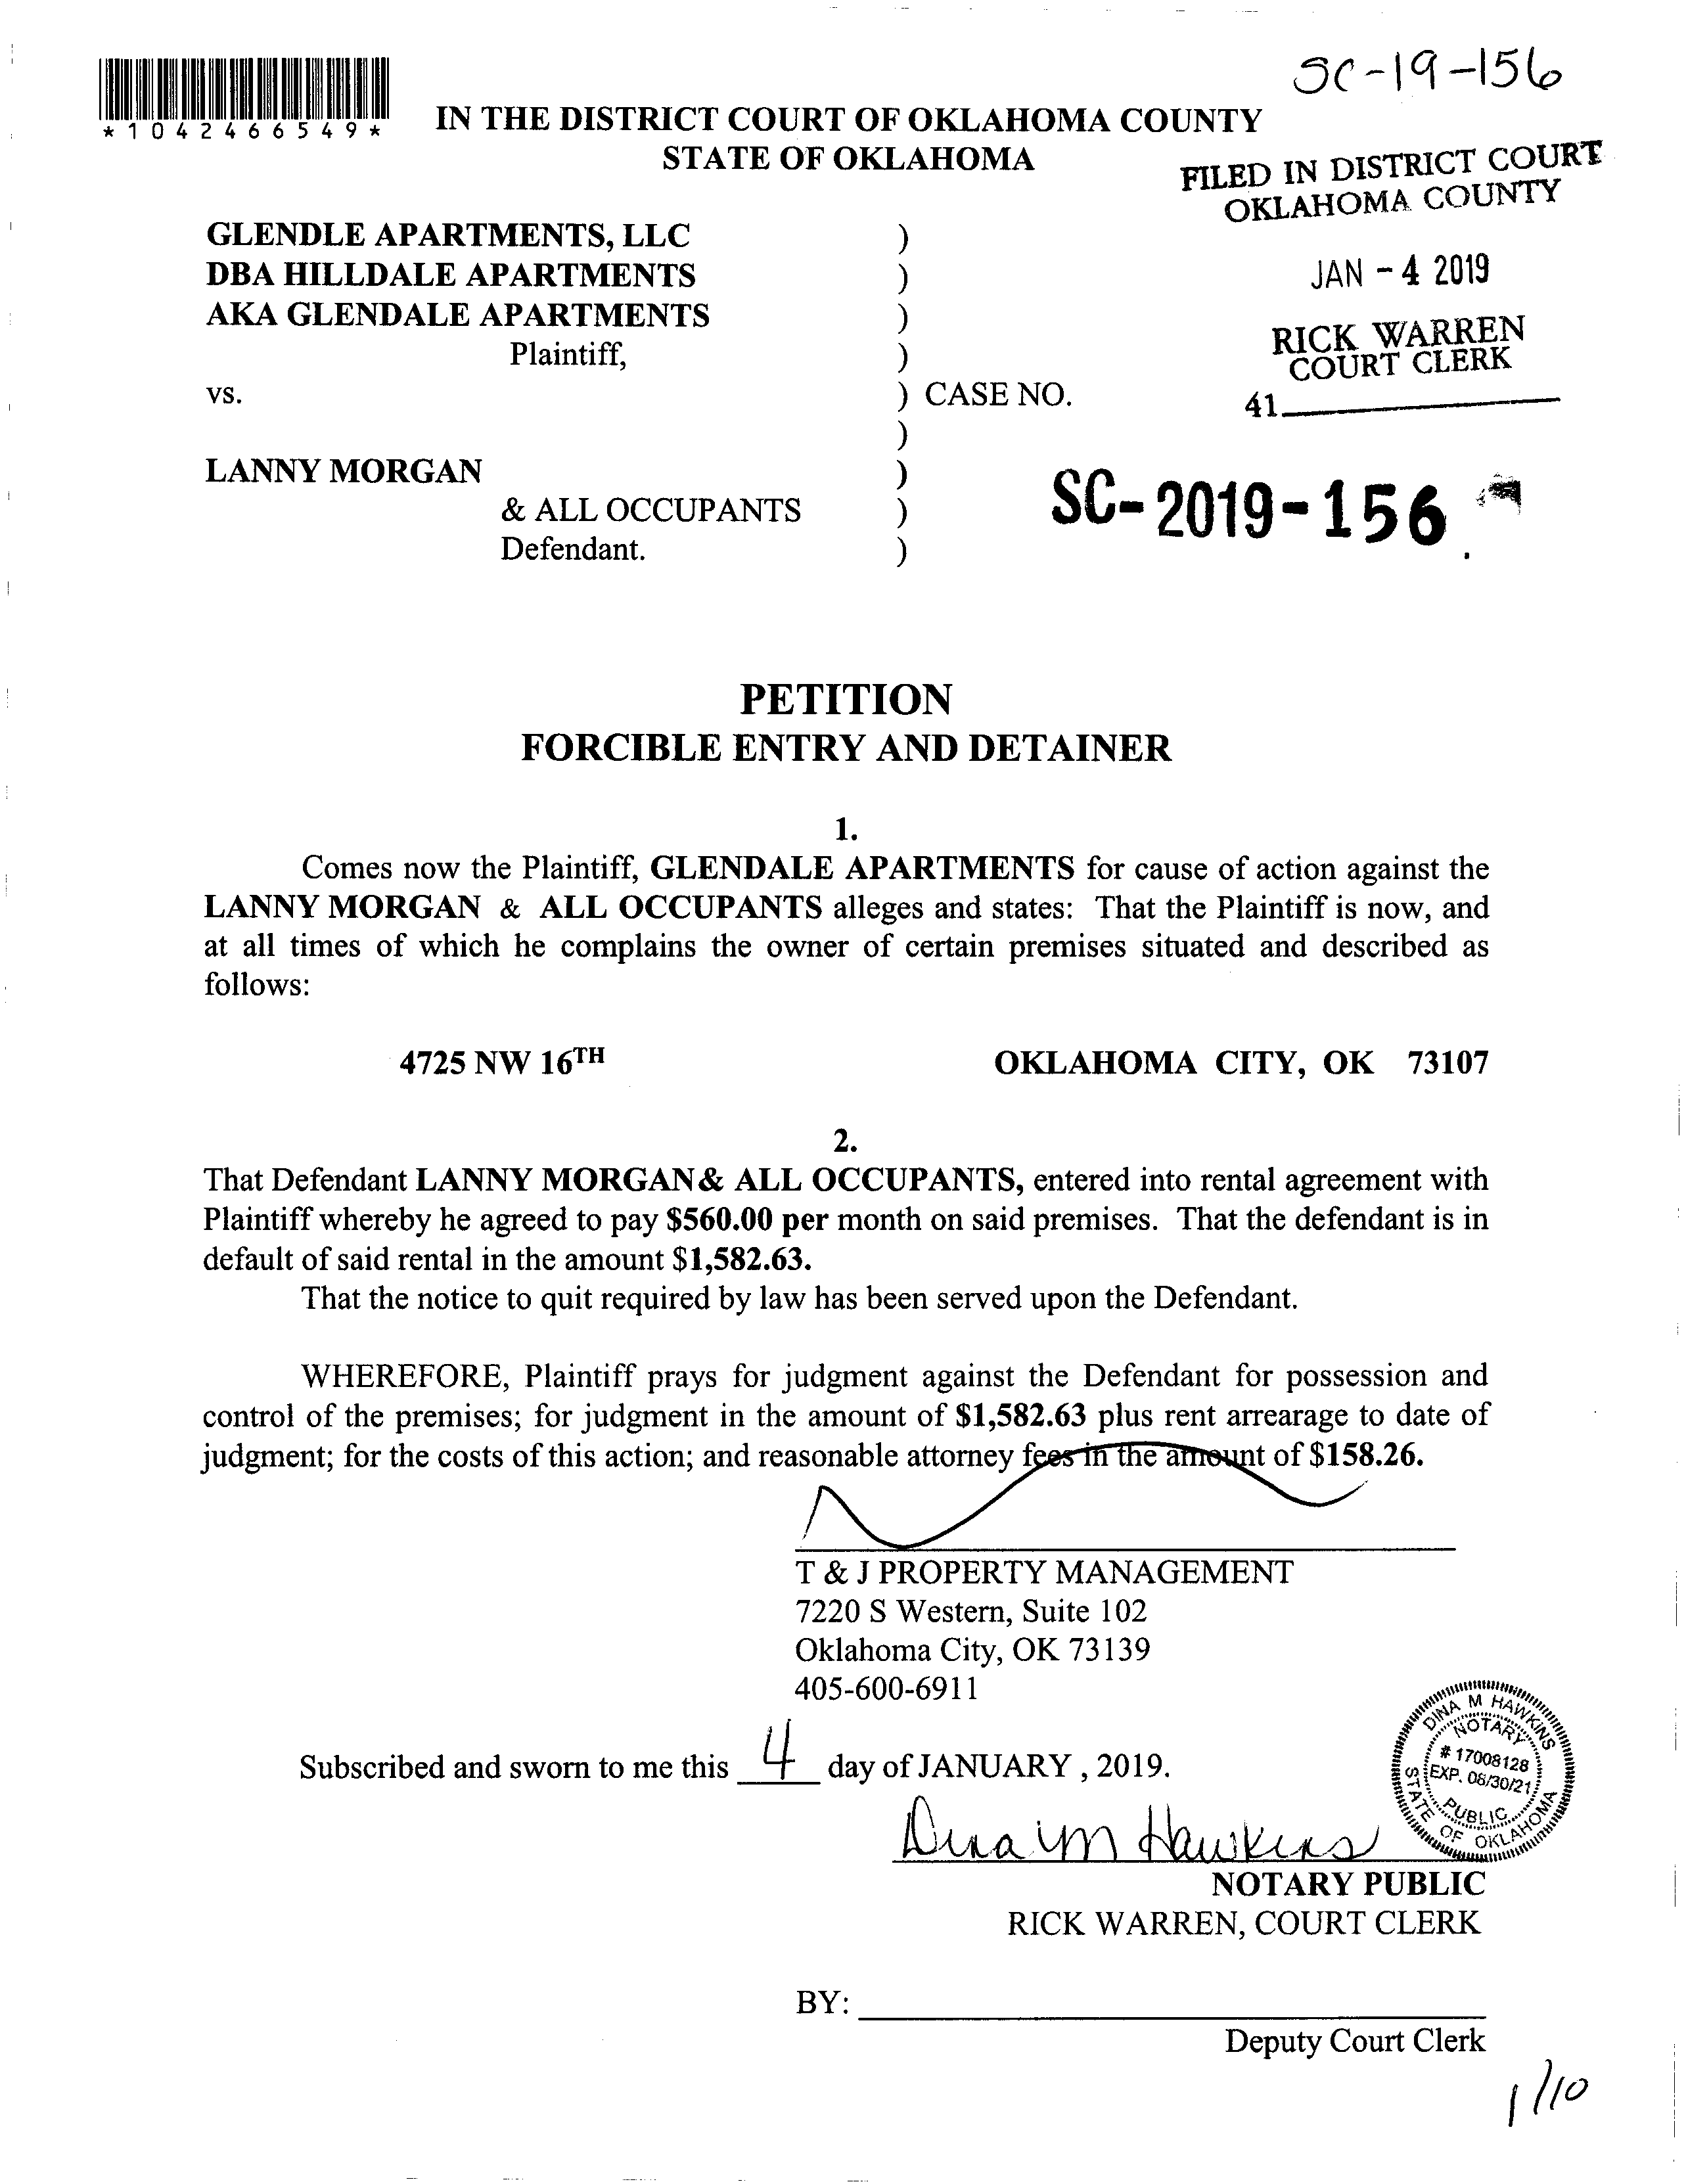 SC-19-156
*1042466549*
IN THE DISTRICT COURT OF OKLAHOMA COUNTY
STATE OF OKLAHOMA
FILED IN DISTRICT COURT
OKLAHOMA COUNTY
GLENDLE APARTMENTS, LLC )
DBA HILLDALE APARTMENTS )
JAN - 4 2019
AKA GLENDALE APARTMENTS )
Plaintiff, )
RICK WARREN
COURT CLERK
vs. ) CASE NO.
41
)
LANNY MORGAN )
& ALL OCCUPANTS )
SC-2019-156
Defendant. )
PETITION
FORCIBLE ENTRY AND DETAINER
1.
Comes now the Plaintiff, GLENDALE APARTMENTS for cause of action against the
LANNY MORGAN & ALL OCCUPANTS alleges and states: That the Plaintiff is now, and
at all times of which he complains the owner of certain premises situated and described as
follows:
4725 NW 16TH OKLAHOMA CITY, OK 73107
2.
That Defendant LANNY MORGAN& ALL OCCUPANTS, entered into rental agreement with
Plaintiff whereby he agreed to pay $560.00 per month on said premises. That the defendant is in
default of said rental in the amount $1,582.63.
That the notice to quit required by law has been served upon the Defendant.
WHEREFORE, Plaintiff prays for judgment against the Defendant for possession and
control of the premises; for judgment in the amount of $1,582.63 plus rent arrearage to date of
judgment; for the costs of this action; and reasonable attorney fees in the amount of $158.26.
T & J PROPERTY MANAGEMENT
7220 S Western, Suite 102
Oklahoma City, OK 73139
405-600-6911
Subscribed and sworn to me this 4 day of JANUARY , 2019.
DINA M HAWKINS
NOTARY
# 17008128
EXP. 08/30/21
PUBLIC
STATE OF OKLAHOMA
Dina M Hawkins
NOTARY PUBLIC
RICK WARREN, COURT CLERK
BY:
Deputy Court Clerk
1/10